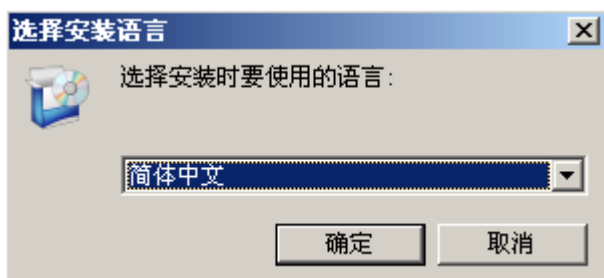 选择安装语言
选择安装时要使用的语言:
简体中文
确定
取消